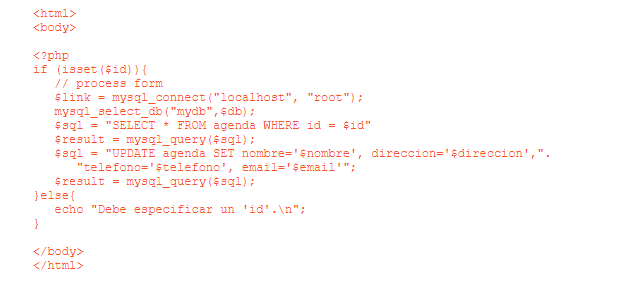 <html>
<body>
<?php
if (isset($id)){
// process form
$link = mysql_connect("localhost", "root");
mysql_select_db("mydb",$db);
$sql = "SELECT * FROM agenda WHERE id = $id"
$result = mysql_query($sql);
$sql = "UPDATE agenda SET nombre='$nombre', direccion='$direccion',".
"telefono='$telefono', email='$email'";
$result = mysql_query($sql);
}else{
echo "Debe especificar un 'id'.\n";
}
</body>
</html>